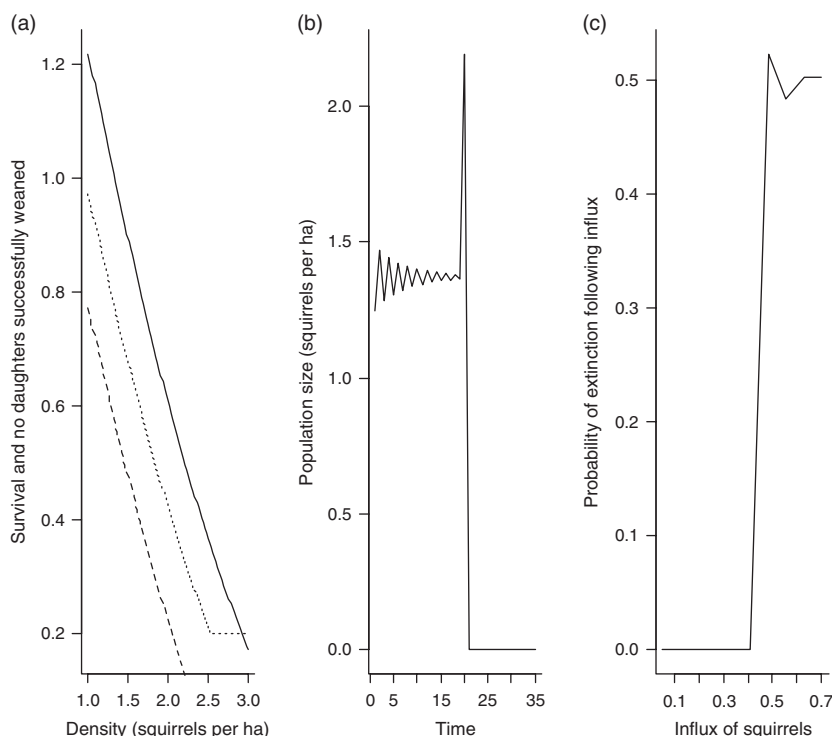 (a)
Survival and no daughters successfully weaned
1.2
1.0
0.8
0.6
0.4
0.2
1.0 1.5 2.0 2.5 3.0
Density (squirrels per ha)
(b)
Population size (squirrels per ha)
2.0
1.5
1.0
0.5
0.0
0 5 15 25 35
Time
(c)
Probability of extinction following influx
0.5
0.4
0.3
0.2
0.1
0.0
0.1 0.3 0.5 0.7
Influx of squirrels